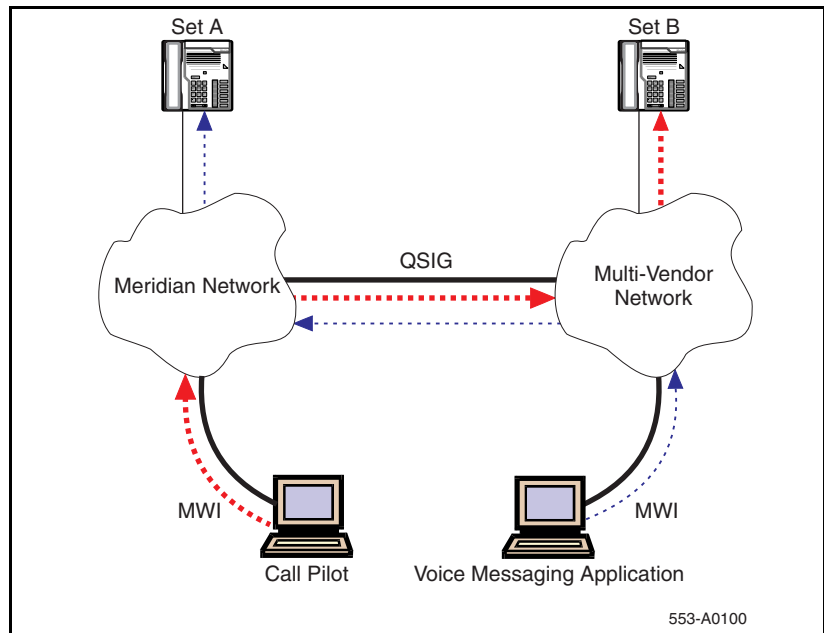 Set A
Set B
QSIG
Meridian Network
Multi-Vendor
Network
MWI
MWI
Call Pilot
Voice Messaging Application
553-A0100